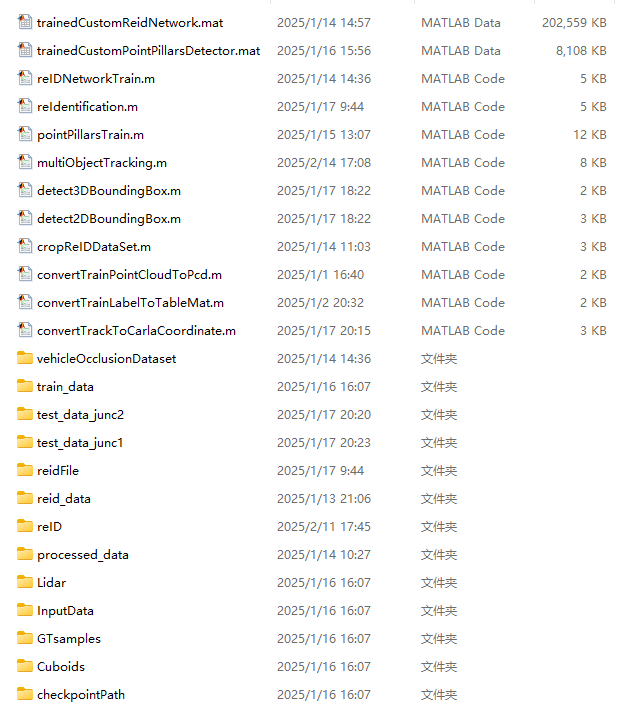 trainedCustomReidNetwork.mat 2025/1/14 14:57 MATLAB Data 202,559 KB
trainedCustomPointPillarsDetector.mat 2025/1/16 15:56 MATLAB Data 8,108 KB
reIDNetworkTrain.m 2025/1/14 14:36 MATLAB Code 5 KB
reIdentification.m 2025/1/17 9:44 MATLAB Code 5 KB
pointPillarsTrain.m 2025/1/15 13:07 MATLAB Code 12 KB
multiObjectTracking.m 2025/2/14 17:08 MATLAB Code 8 KB
detect3DBoundingBox.m 2025/1/17 18:22 MATLAB Code 2 KB
detect2DBoundingBox.m 2025/1/17 18:22 MATLAB Code 3 KB
cropReIDDataSet.m 2025/1/14 11:03 MATLAB Code 3 KB
convertTrainPointCloudToPcd.m 2025/1/1 16:40 MATLAB Code 2 KB
convertTrainLabelToTableMat.m 2025/1/2 20:32 MATLAB Code 2 KB
convertTrackToCarlaCoordinate.m 2025/1/17 20:15 MATLAB Code 3 KB
vehicleOcclusionDataset 2025/1/14 14:36 文件夹
train_data 2025/1/16 16:07 文件夹
test_data_junc2 2025/1/17 20:20 文件夹
test_data_junc1 2025/1/17 20:23 文件夹
reidFile 2025/1/17 9:44 文件夹
reid_data 2025/1/13 21:06 文件夹
reID 2025/2/11 17:45 文件夹
processed_data 2025/1/14 10:27 文件夹
Lidar 2025/1/16 16:07 文件夹
InputData 2025/1/16 16:07 文件夹
GTsamples 2025/1/16 16:07 文件夹
Cuboids 2025/1/16 16:07 文件夹
checkpointPath 2025/1/16 16:07 文件夹